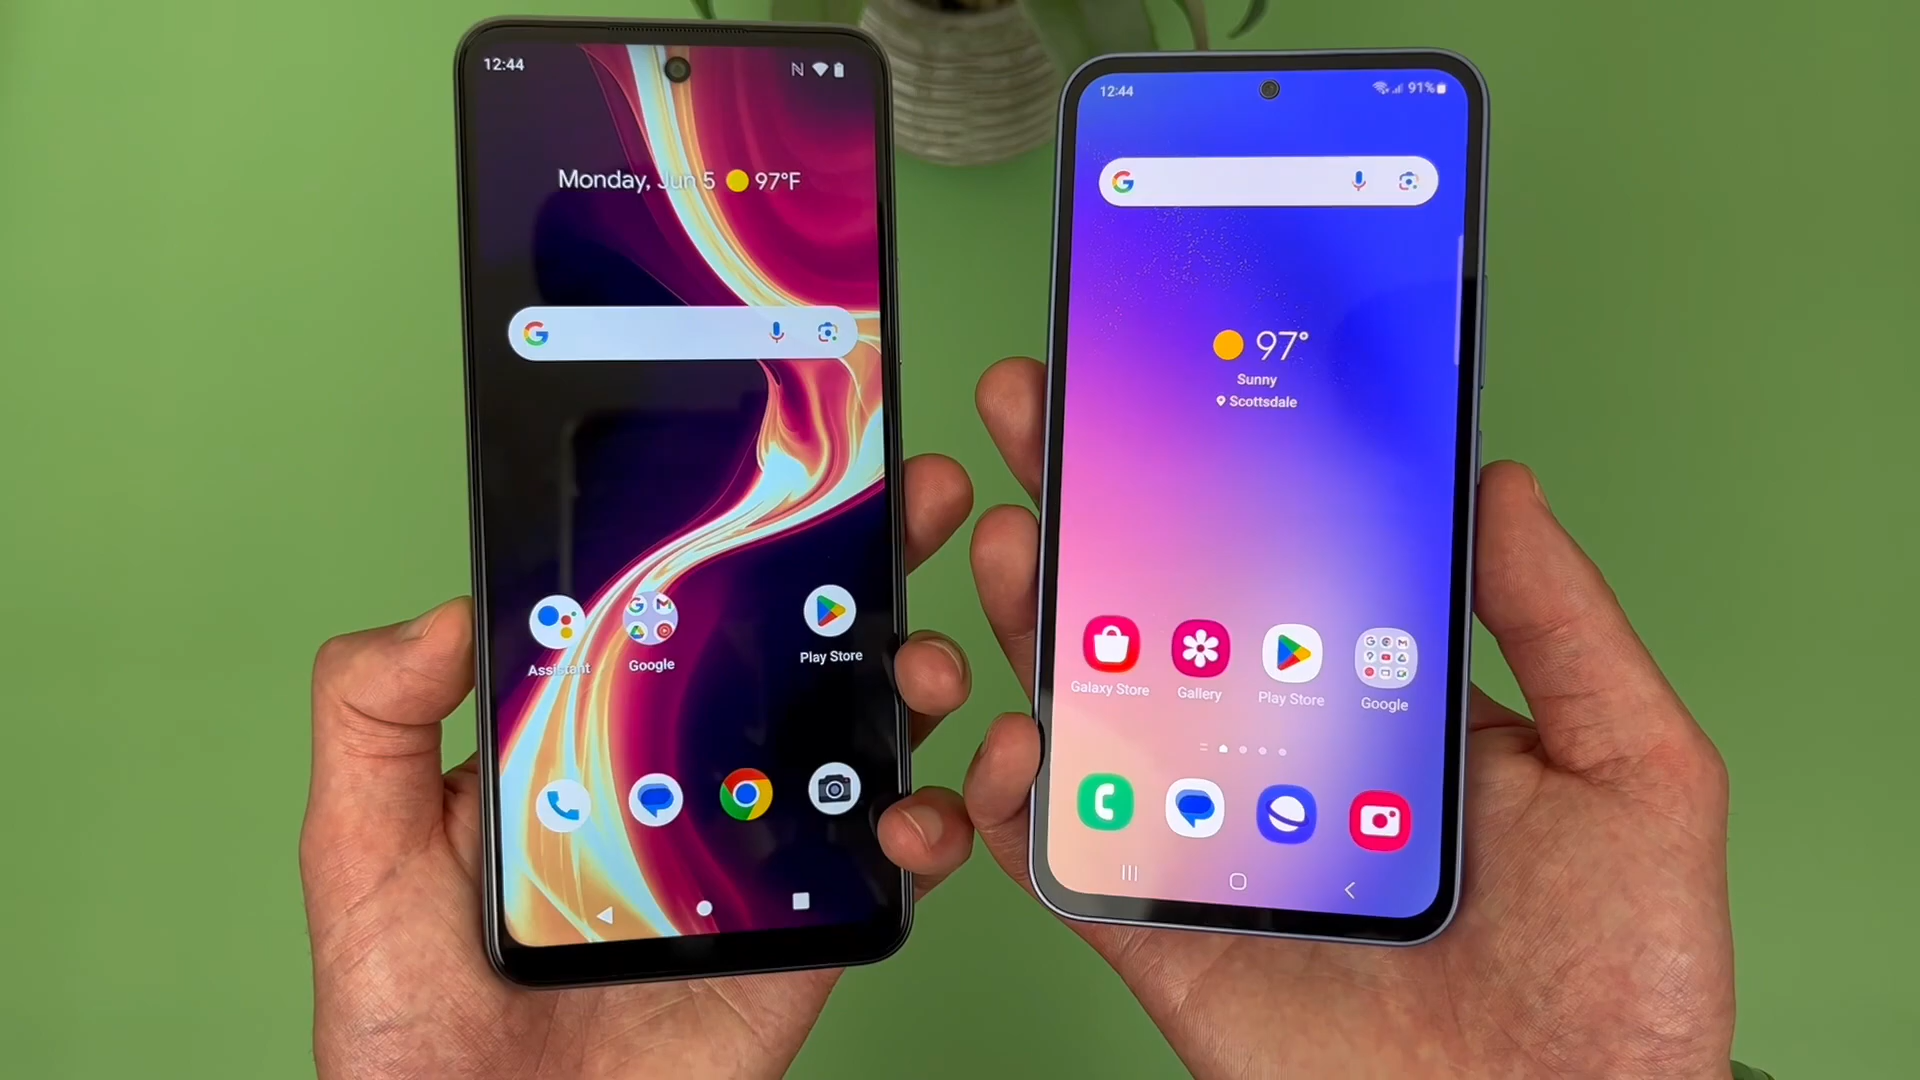 12:44
Monday, Jun 5 97°F
Assistant
Google
Play Store
12:44
91%
97°
Sunny
Scottsdale
Galaxy Store
Gallery
Play Store
Google